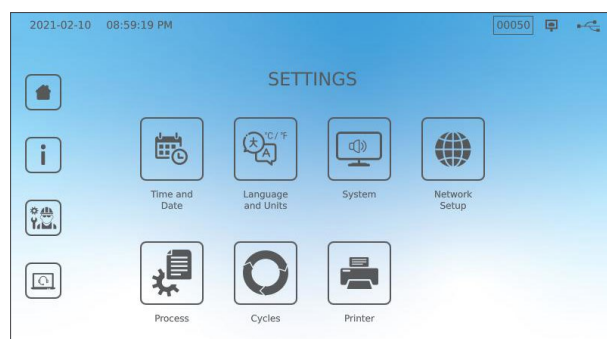 2021-02-10 08:59:19 PM 00050
SETTINGS
°C/°F
大
A
i
Time and
Date
Language
and Units
System
Network
Setup
Process
Cycles
Printer